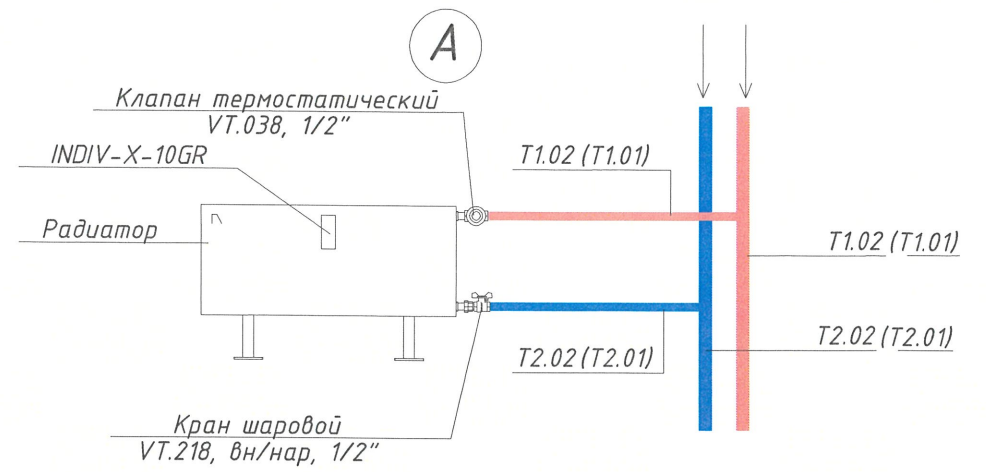 А
Клапан термостатический
VT.038, 1/2"
INDIV-X-10GR
Радиатор
T1.02 (T1.01)
T1.02 (T1.01)
T2.02 (T2.01)
T2.02 (T2.01)
Кран шаровой
VT.218, вн/нар, 1/2"